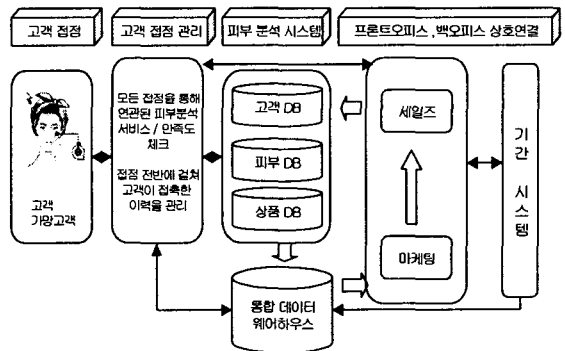 고객 접점
고객 접점 관리
피부 분석 시스템
프론트오피스 ,백오피스 상호연결
고객
가망고객
모든 접점을 통해
연관된 피부분석
서비스 / 만족도
체크
접점 전반에 걸쳐
고객이 접촉한
이력을 관리
고객 DB
피부 DB
상품 DB
통합 데이터
웨어하우스
세일즈
마케팅
기
간
시
스
템